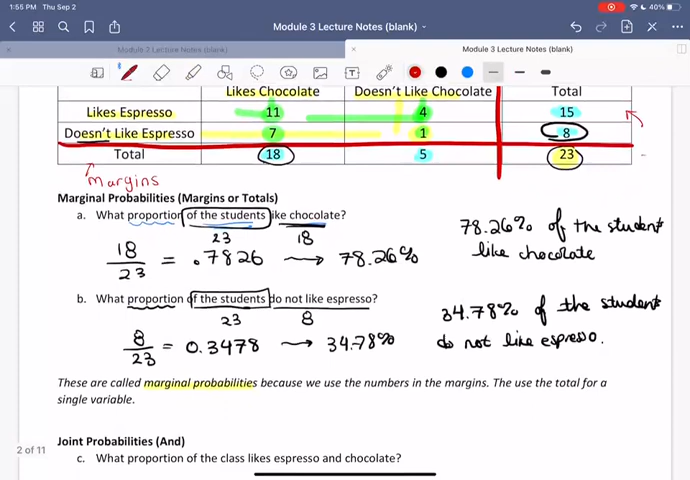 1:55 PM Thu Sep 2
40%
Module 3 Lecture Notes (blank)
Module 3 Lecture Notes (blank)
Module 3 Lecture Notes (blank)
Likes Chocolate Doesn't Like Chocolate Total
Likes Espresso 11 4 15
Doesn't Like Espresso 7 1 8
Total 18 5 23
margins
Marginal Probabilities (Margins or Totals)
a. What proportion of the students like chocolate?
23 18
18/23 = .7826 → 78.26%
78.26% of the student
like chocolate
b. What proportion of the students do not like espresso?
23 8
8/23 = 0.3478 → 34.78%
34.78% of the student
do not like espresso.
These are called marginal probabilities because we use the numbers in the margins. The use the total for a
single variable.
2 of 11
Joint Probabilities (And)
c. What proportion of the class likes espresso and chocolate?